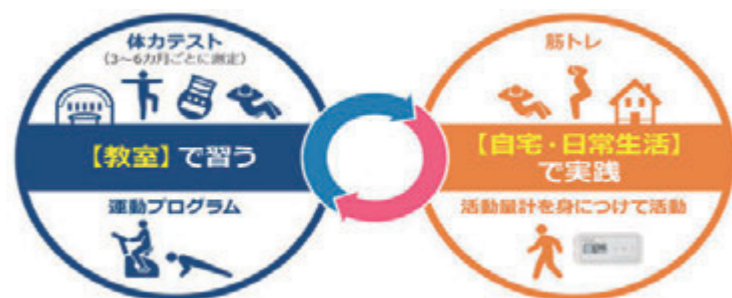 体力テスト
(3〜6カ月ごとに測定)
【教室】で習う
運動プログラム
筋トレ
【自宅・日常生活】
で実践
活動量計を身につけて活動